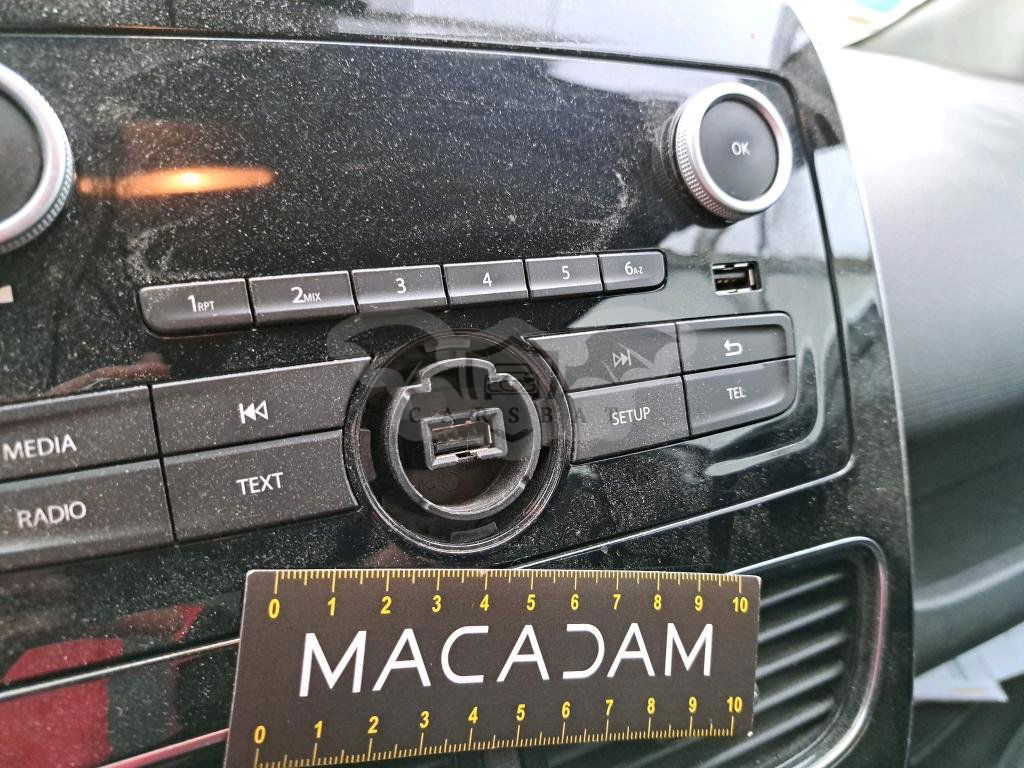 OK
1RPT 2MIX 3 4 5 6A-Z
MEDIA
SETUP TEL
CARSBA
RADIO TEXT
0 1 2 3 4 5 6 7 8 9 10
MACADAM
0 1 2 3 4 5 6 7 8 9 10